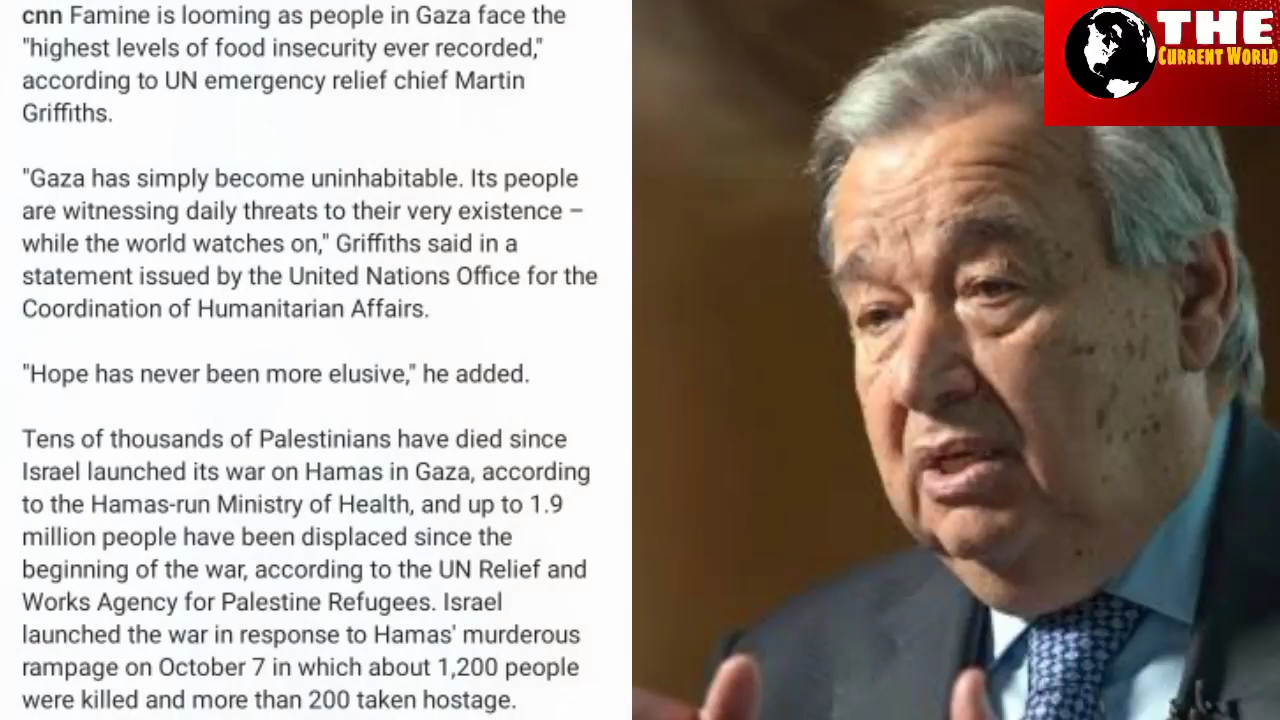 cnn Famine is looming as people in Gaza face the
"highest levels of food insecurity ever recorded,"
according to UN emergency relief chief Martin
Griffiths.
"Gaza has simply become uninhabitable. Its people
are witnessing daily threats to their very existence –
while the world watches on," Griffiths said in a
statement issued by the United Nations Office for the
Coordination of Humanitarian Affairs.
"Hope has never been more elusive," he added.
Tens of thousands of Palestinians have died since
Israel launched its war on Hamas in Gaza, according
to the Hamas-run Ministry of Health, and up to 1.9
million people have been displaced since the
beginning of the war, according to the UN Relief and
Works Agency for Palestine Refugees. Israel
launched the war in response to Hamas' murderous
rampage on October 7 in which about 1,200 people
were killed and more than 200 taken hostage.
THE
CURRENT WORLD